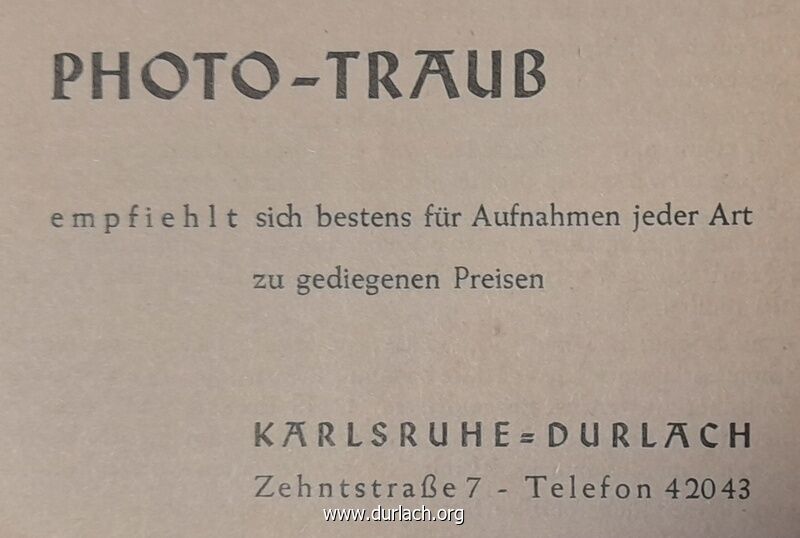 PHOTO-TRAUB
empfiehlt sich bestens für Aufnahmen jeder Art
zu gediegenen Preisen
KARLSRUHE=DURLACH
Zehntstraße 7 - Telefon 42043
www.durlach.org